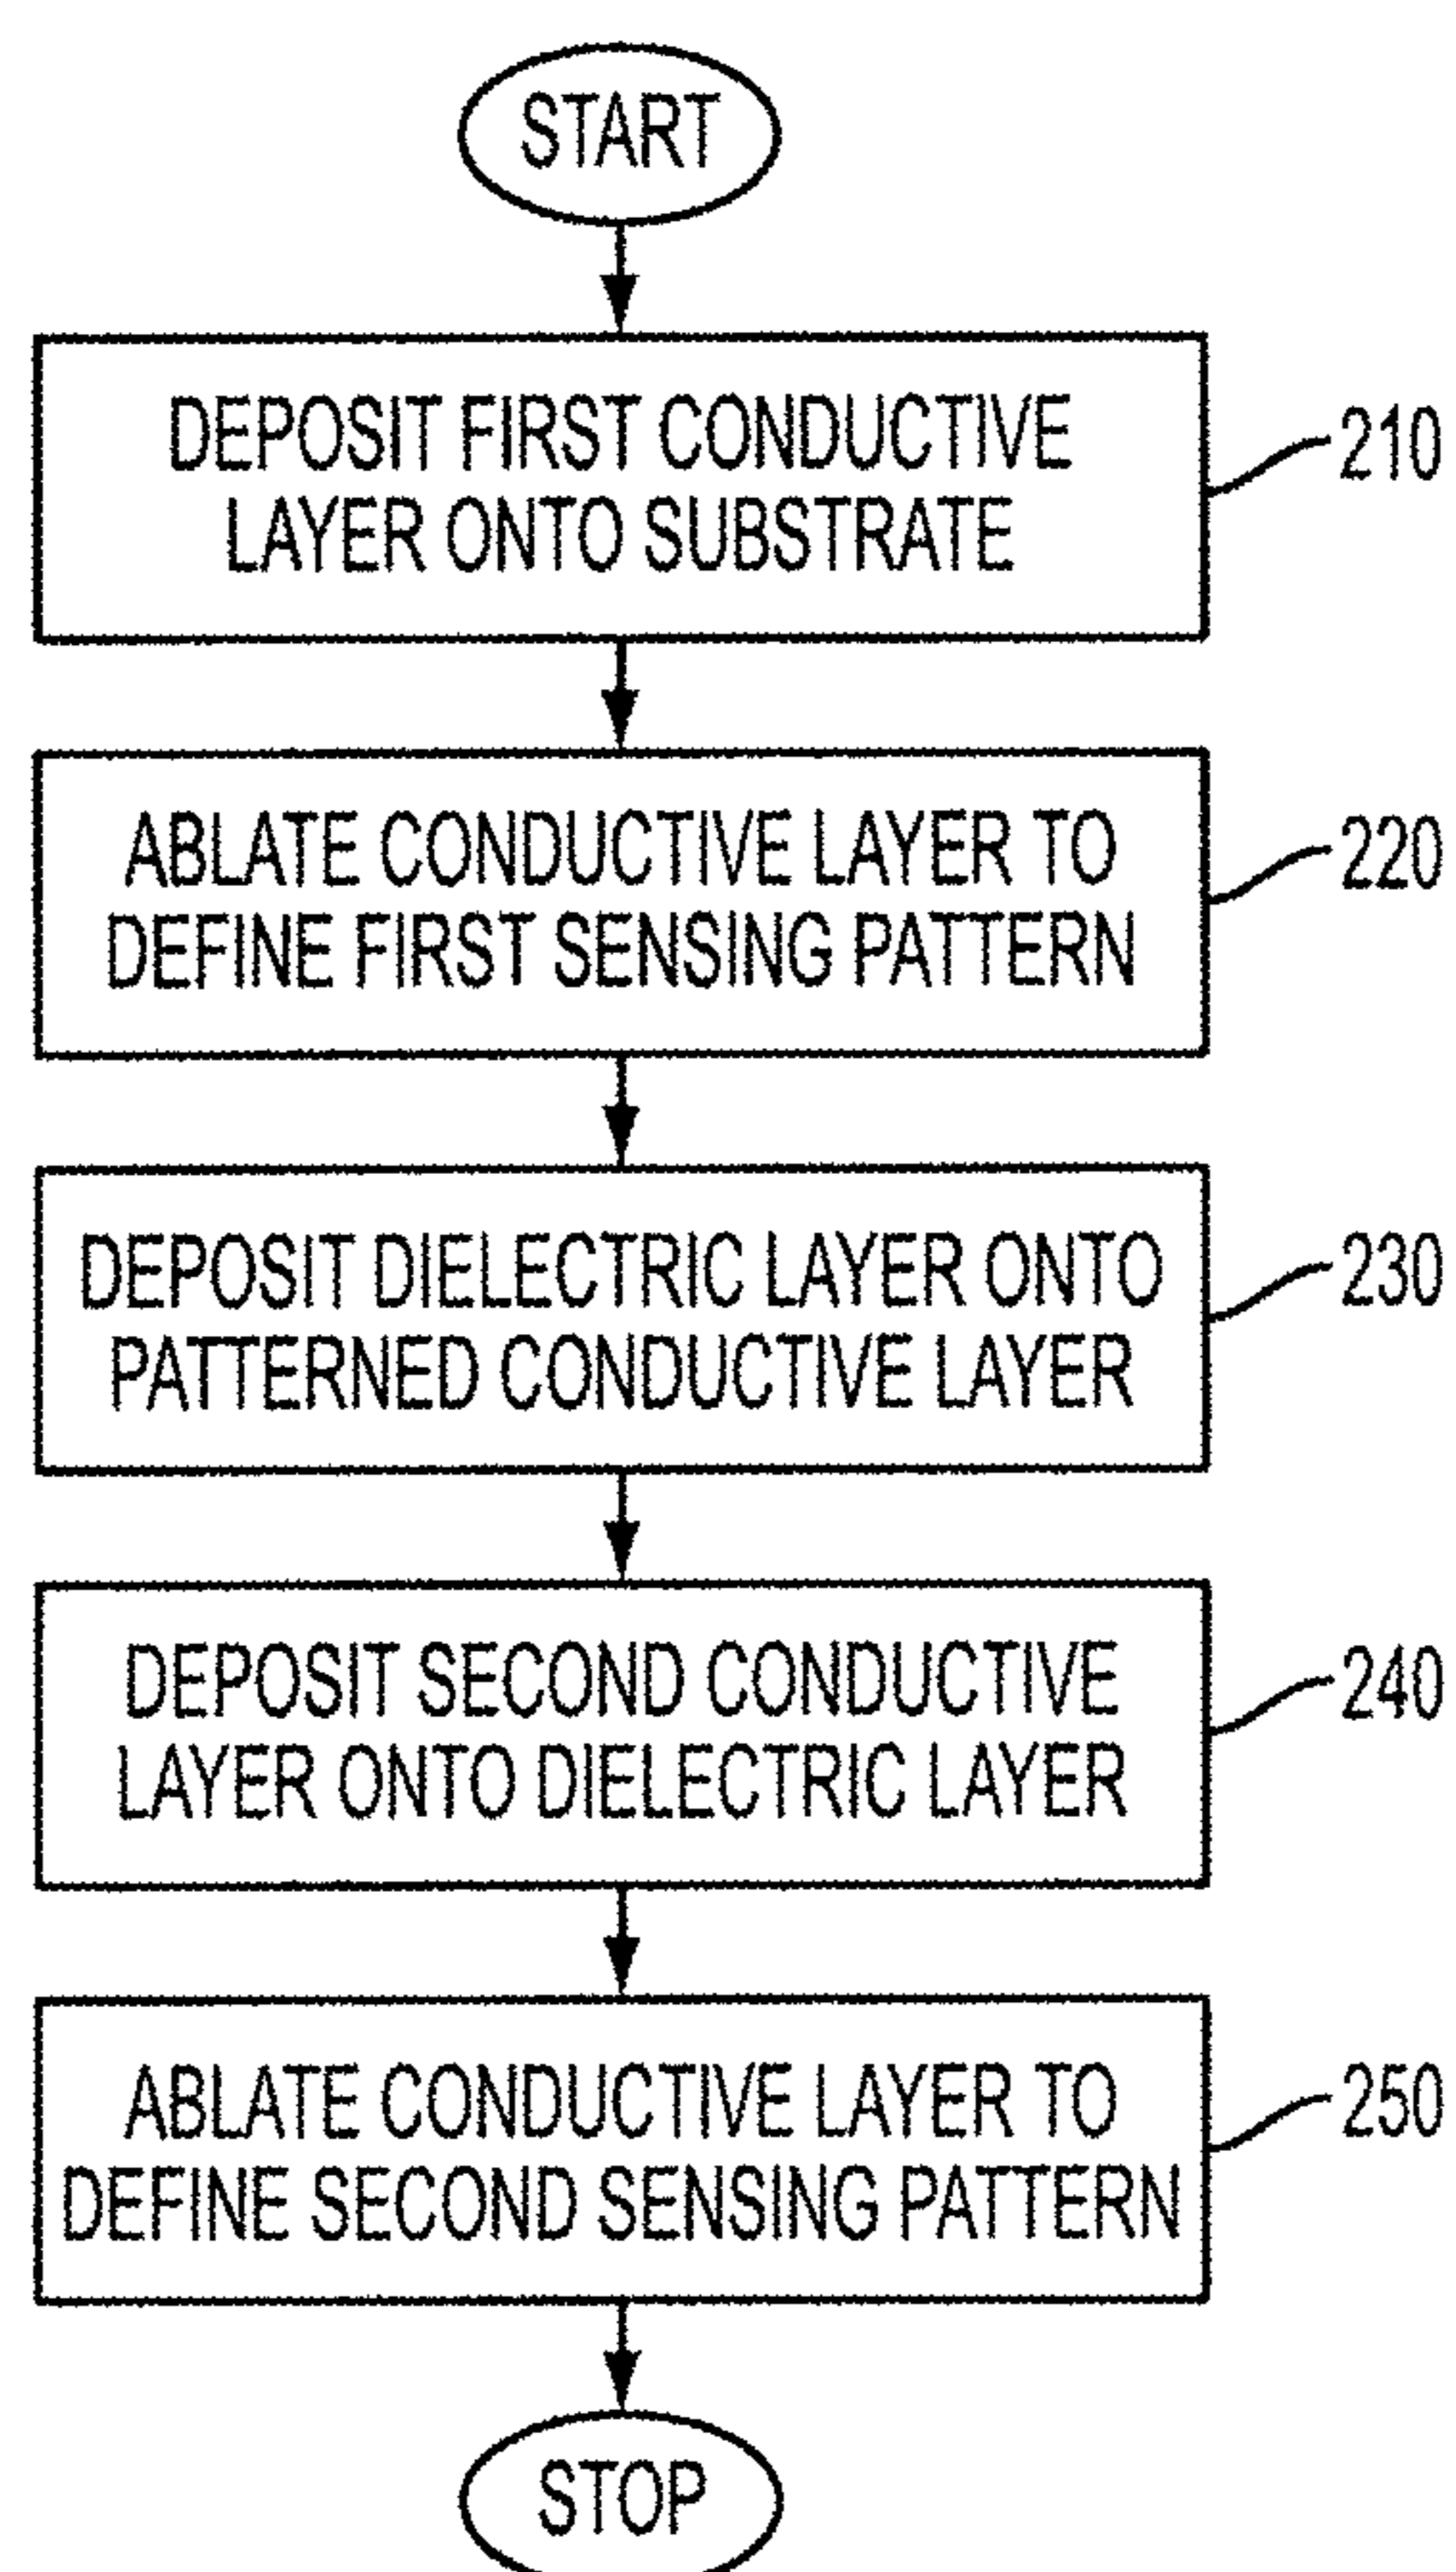 START
DEPOSIT FIRST CONDUCTIVE
LAYER ONTO SUBSTRATE
210
ABLATE CONDUCTIVE LAYER TO
DEFINE FIRST SENSING PATTERN
220
DEPOSIT DIELECTRIC LAYER ONTO
PATTERNED CONDUCTIVE LAYER
230
DEPOSIT SECOND CONDUCTIVE
LAYER ONTO DIELECTRIC LAYER
240
ABLATE CONDUCTIVE LAYER TO
DEFINE SECOND SENSING PATTERN
250
STOP